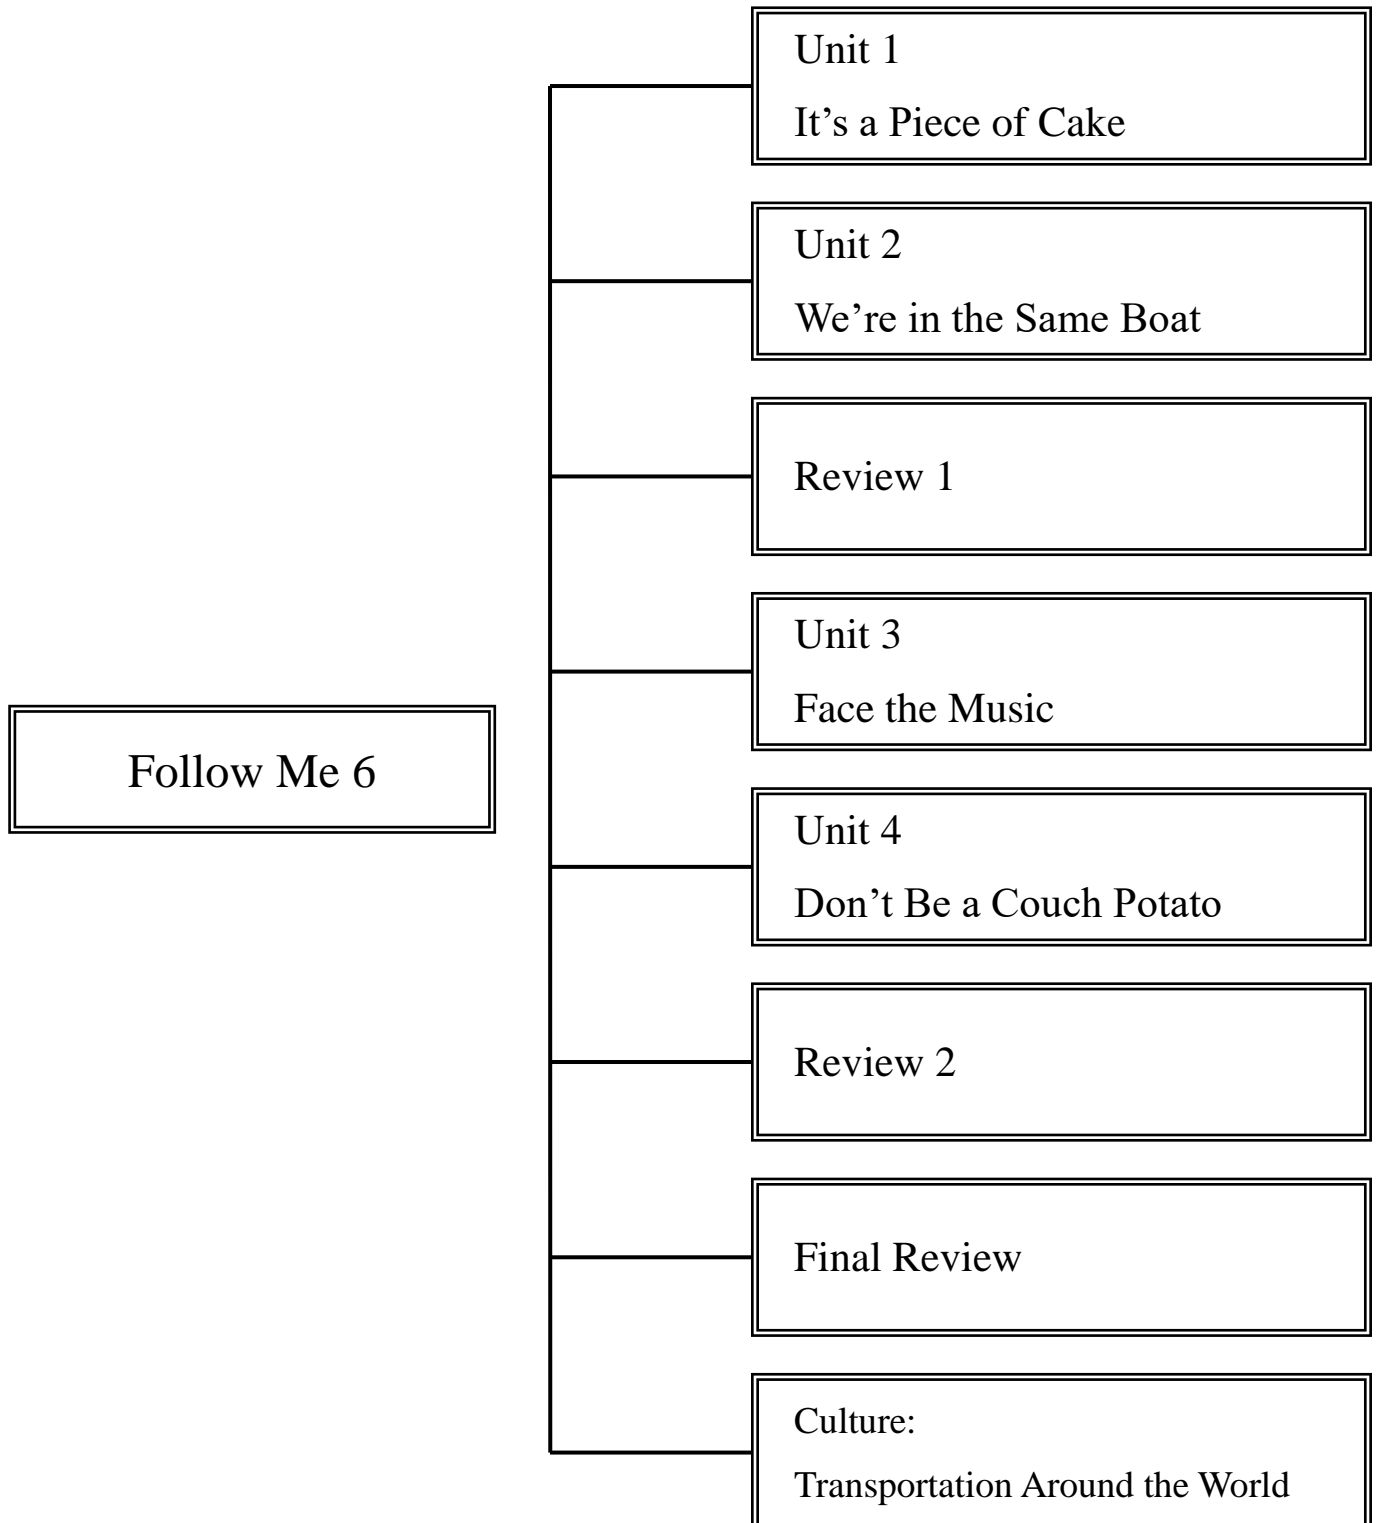 Follow Me 6
Unit 1
It’s a Piece of Cake
Unit 2
We’re in the Same Boat
Review 1
Unit 3
Face the Music
Unit 4
Don’t Be a Couch Potato
Review 2
Final Review
Culture:
Transportation Around the World